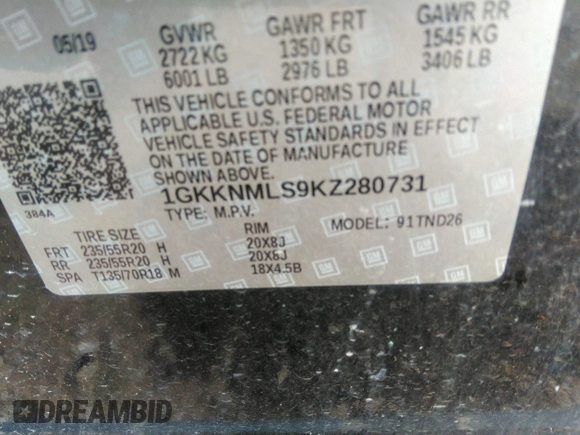 05/19
GVWR
2722 KG
6001 LB
GAWR FRT
1350 KG
2976 LB
GAWR RR
1545 KG
3406 LB
THIS VEHICLE CONFORMS TO ALL
APPLICABLE U.S. FEDERAL MOTOR
VEHICLE SAFETY STANDARDS IN EFFECT
ON THE DATE OF MANUFACTURE
SHOWN ABOVE.
384A
1GKKNMLS9KZ280731
TYPE: M.P.V.
MODEL: 91TND26
TIRE SIZE RIM
FRT 235/55R20 H 20X8J
RR 235/55R20 H 20X8J
SPA T135/70R18 M 18X4.5B
DREAMBID